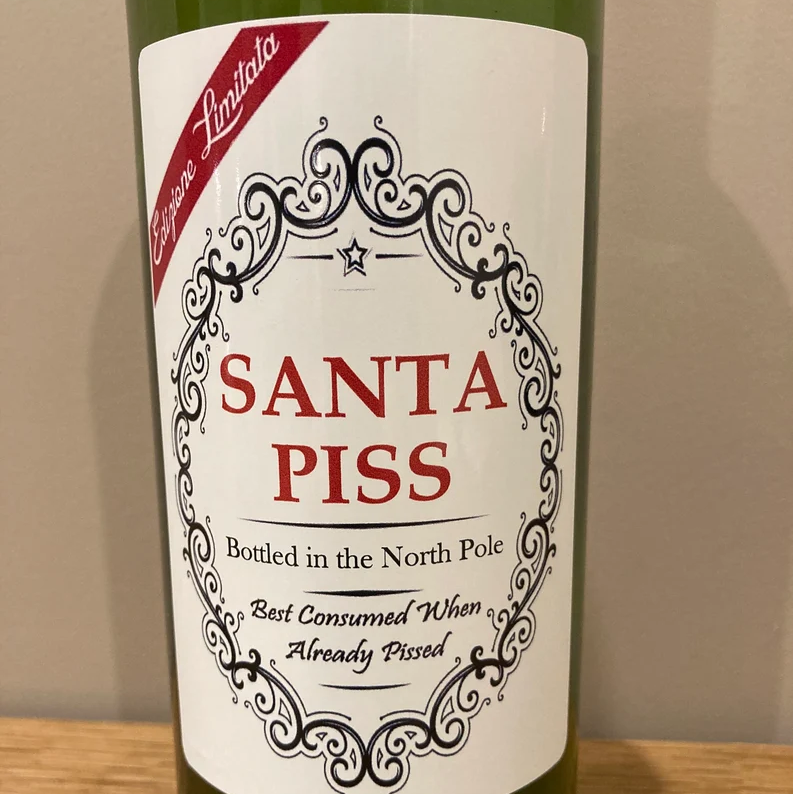 Edizione Limitata
SANTA
PISS
Bottled in the North Pole
Best Consumed When
Already Pissed